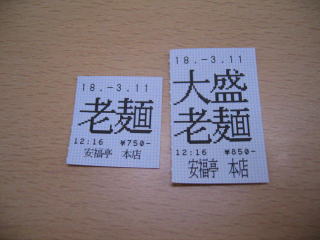 18.-3.11
老麺
12:16 ¥750-
安福亭 本店
18.-3.11
大盛
老麺
12:16 ¥850-
安福亭 本店